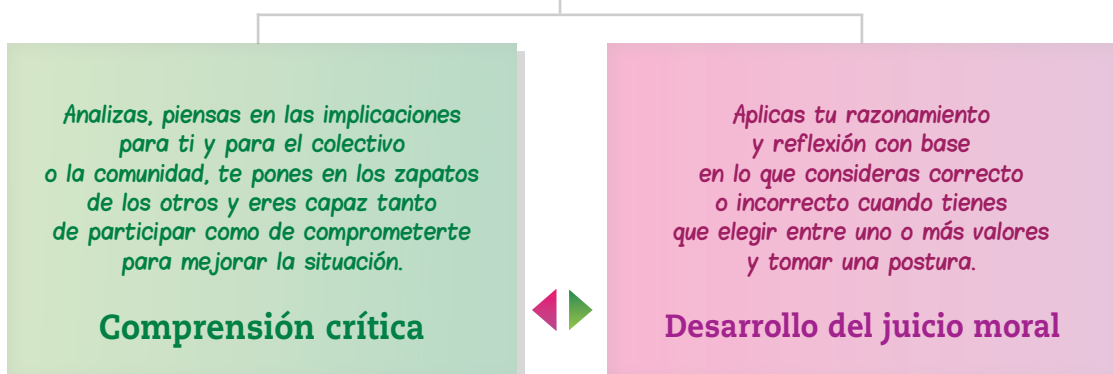 Analizas, piensas en las implicaciones
para ti y para el colectivo
o la comunidad, te pones en los zapatos
de los otros y eres capaz tanto
de participar como de comprometerte
para mejorar la situación.
Comprensión crítica
Aplicas tu razonamiento
y reflexión con base
en lo que consideras correcto
o incorrecto cuando tienes
que elegir entre uno o más valores
y tomar una postura.
Desarrollo del juicio moral